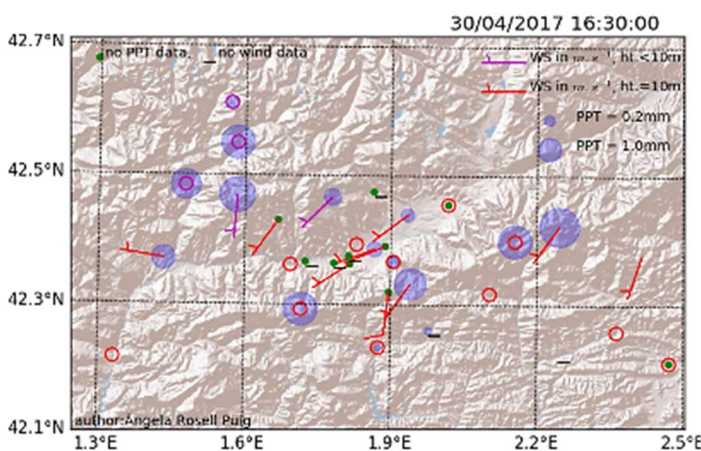 30/04/2017 16:30:00
42.7°N
no PPT data, no wind data
WS in m.s⁻¹, ht.<10m
WS in m.s⁻¹, ht.=10m
PPT = 0.2mm
PPT = 1.0mm
42.5°N
42.3°N
42.1°N
author:Àngela Rosell Puig
1.3°E 1.6°E 1.9°E 2.2°E 2.5°E